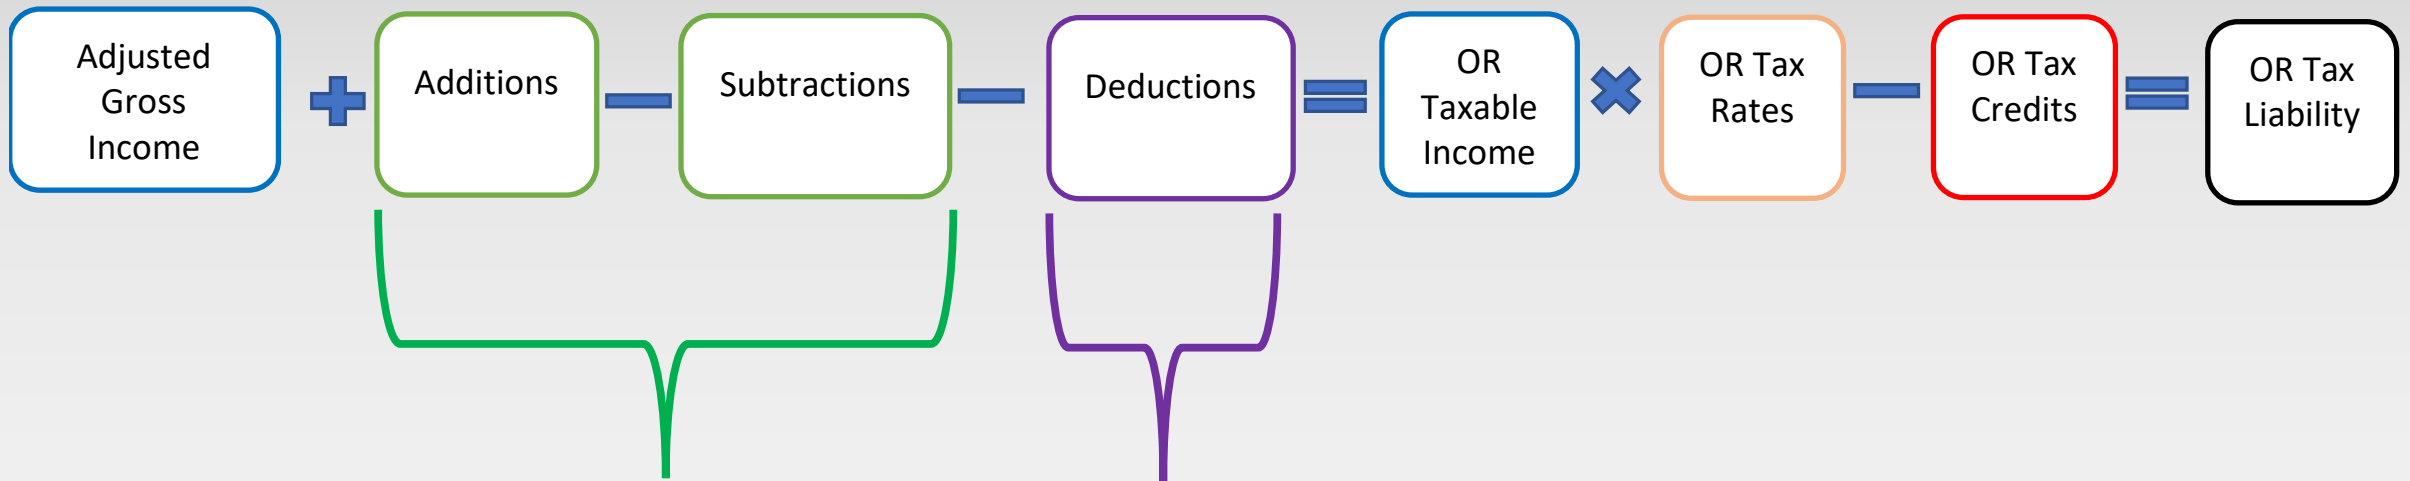 Adjusted
Gross
Income
Additions
Subtractions
Deductions
OR
Taxable
Income
OR Tax
Rates
OR Tax
Credits
OR Tax
Liability